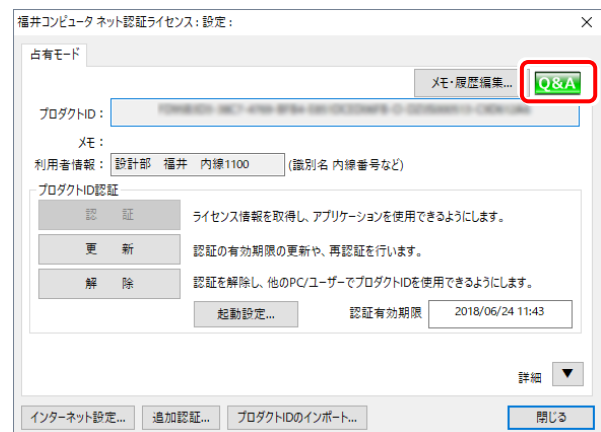 福井コンピュータ ネット認証ライセンス : 設定 :
占有モード
メモ・履歴編集... Q&A
プロダクトID :
メモ :
利用者情報 : 設計部 福井 内線1100 (識別名 内線番号など)
プロダクトID認証
認 証 ライセンス情報を取得し、アプリケーションを使用できるようにします。
更 新 認証の有効期限の更新や、再認証を行います。
解 除 認証を解除し、他のPC/ユーザーでプロダクトIDを使用できるようにします。
起動設定... 認証有効期限 2018/06/24 11:43
詳細 ▼
インターネット設定... 追加認証... プロダクトIDのインポート... 閉じる